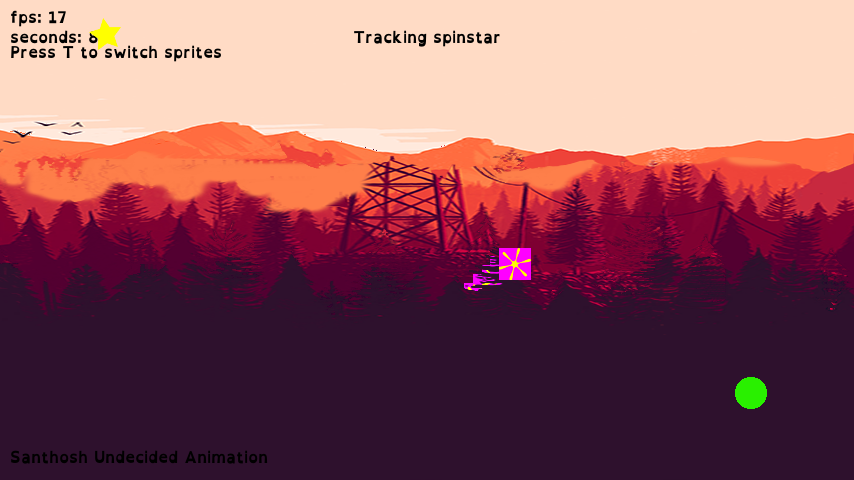 fps: 17
seconds: 8
Press T to switch sprites
Tracking spinstar
Santhosh Undecided Animation